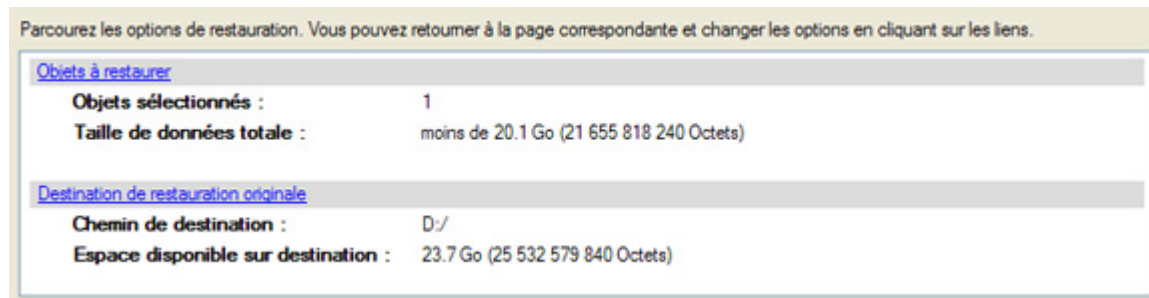 Parcourez les options de restauration. Vous pouvez retourner à la page correspondante et changer les options en cliquant sur les liens.
Objets à restaurer
Objets sélectionnés : 1
Taille de données totale : moins de 20.1 Go (21 655 818 240 Octets)
Destination de restauration originale
Chemin de destination : D:/
Espace disponible sur destination : 23.7 Go (25 532 579 840 Octets)